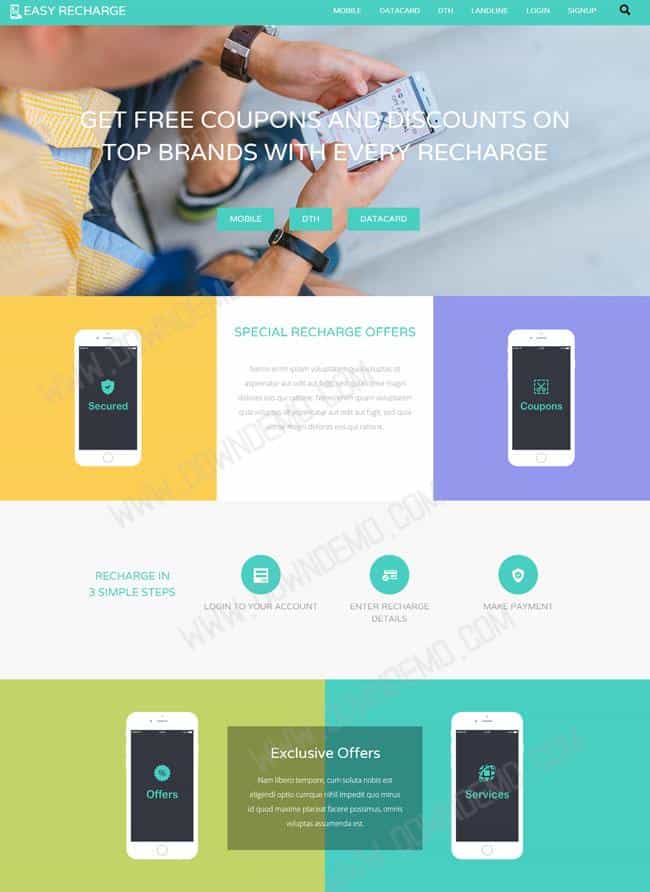 EASY RECHARGE
MOBILE DATACARD DTH LANDLINE LOGIN SIGNUP
GET FREE COUPONS AND DISCOUNTS ON
TOP BRANDS WITH EVERY RECHARGE
MOBILE DTH DATACARD
Secured
SPECIAL RECHARGE OFFERS
Nemo enim ipsam voluptatem quia voluptas sit
aspernatur aut odit aut fugit, sed quia one magni
dolores eos qui ratione. Nemo enim ipsam voluptatem
quia voluptas sit aspernatur aut odit aut fugit, sed quia
magni dolores eos qui ratione.
Coupons
RECHARGE IN
3 SIMPLE STEPS
LOGIN TO YOUR ACCOUNT
ENTER RECHARGE
DETAILS
MAKE PAYMENT
Offers
Exclusive Offers
Nam libero tempore, cum soluta nobis est
eligendi optio cumque nihil impedit quo minus
id quod maxime placeat facere possimus, omnis
voluptas assumenda est.
Services
WWW.DOWNDEMO.COM
WWW.DOWNDEMO.COM
WWW.DOWNDEMO.COM
WWW.DOWNDEMO.COM